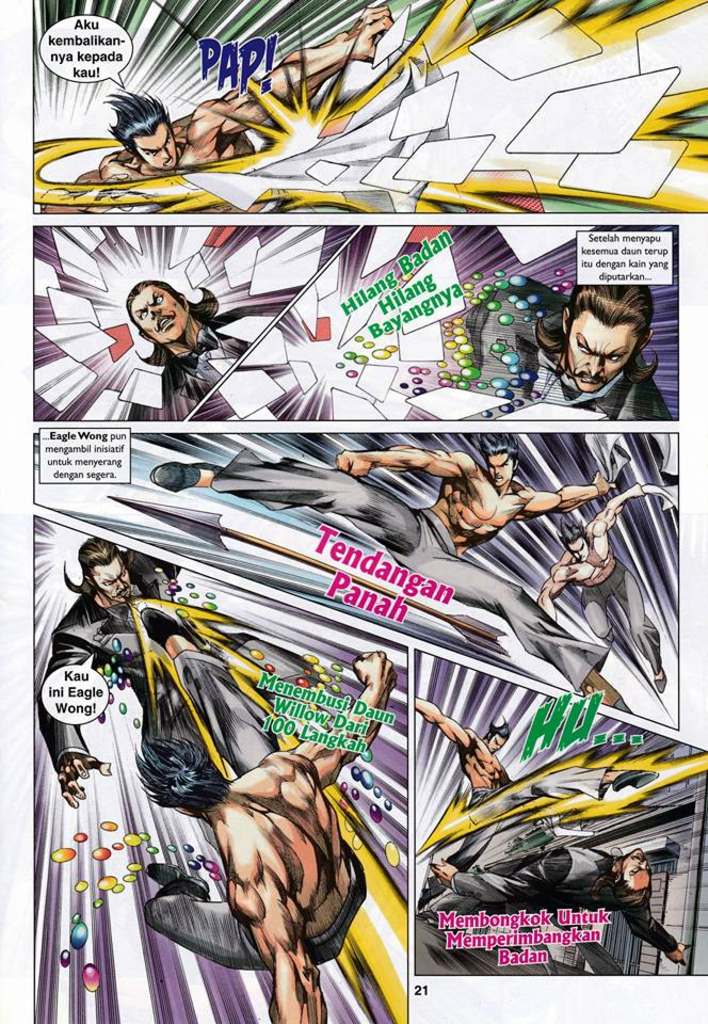 Aku
kembalikan-
nya kepada
kau!
PAP!
Setelah menyapu
kesemua daun terup
itu dengan kain yang
diputarkan...
Hilang Badan
Hilang
Bayangnya
...Eagle Wong pun
mengambil inisiatif
untuk menyerang
dengan segera.
Tendangan
Panah
Kau
ini Eagle
Wong!
Menembusi Daun
Willow Dari
100 Langkah
HU...
Membongkok Untuk
Memperimbangkan
Badan
21